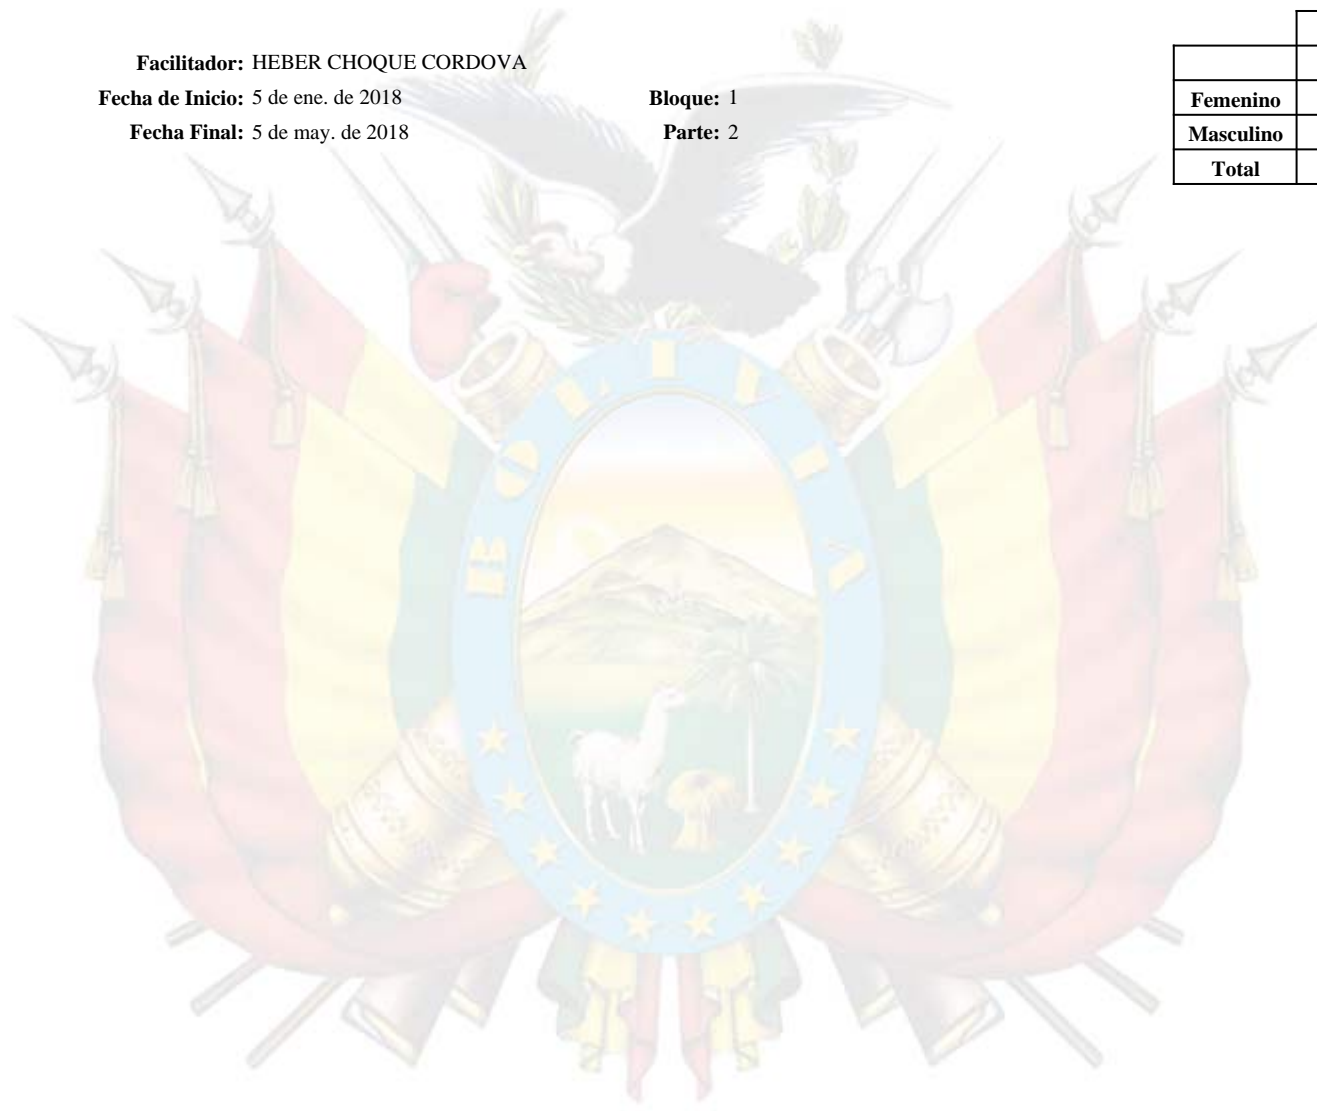 Facilitador: HEBER CHOQUE CORDOVA
Fecha de Inicio: 5 de ene. de 2018 Bloque: 1
Fecha Final: 5 de may. de 2018 Parte: 2
Femenino
Masculino
Total
BOLIVIA